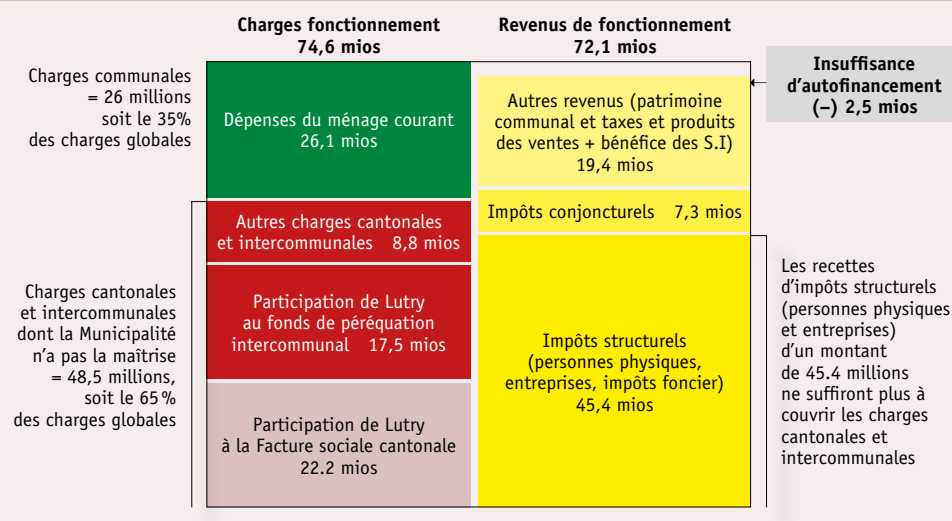 Charges fonctionnement
74,6 mios
Revenus de fonctionnement
72,1 mios
Charges communales
= 26 millions
soit le 35%
des charges globales
Dépenses du ménage courant
26,1 mios
Autres revenus (patrimoine
communal et taxes et produits
des ventes + bénéfice des S.I)
19,4 mios
Insuffisance
d'autofinancement
(–) 2,5 mios
Autres charges cantonales
et intercommunales 8,8 mios
Impôts conjoncturels 7,3 mios
Charges cantonales
et intercommunales
dont la Municipalité
n'a pas la maîtrise
= 48,5 millions,
soit le 65 %
des charges globales
Participation de Lutry
au fonds de péréquation
intercommunal 17,5 mios
Participation de Lutry
à la Facture sociale cantonale
22.2 mios
Impôts structurels
(personnes physiques,
entreprises, impôts foncier)
45,4 mios
Les recettes
d'impôts structurels
(personnes physiques
et entreprises)
d'un montant
de 45.4 millions
ne suffiront plus à
couvrir les charges
cantonales et
intercommunales